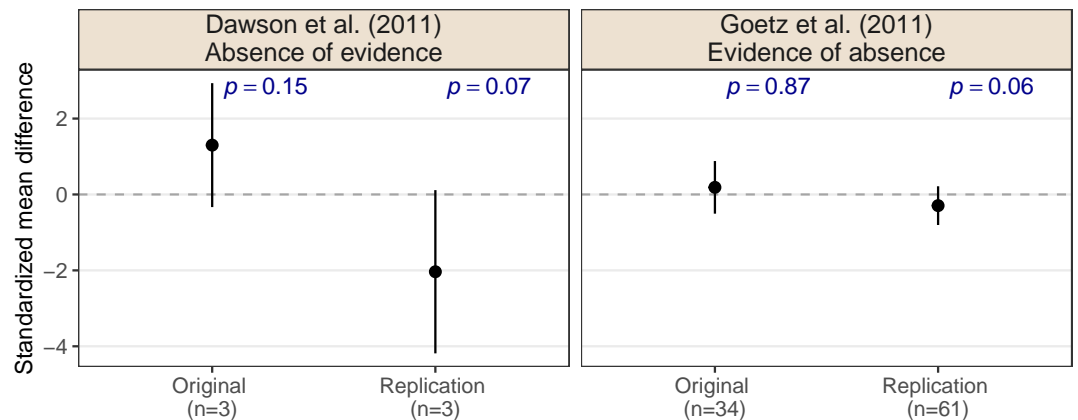 Dawson et al. (2011)
Absence of evidence
Goetz et al. (2011)
Evidence of absence
p = 0.15
p = 0.07
p = 0.87
p = 0.06
Standardized mean difference
2
0
−2
−4
Original
(n=3)
Replication
(n=3)
Original
(n=34)
Replication
(n=61)